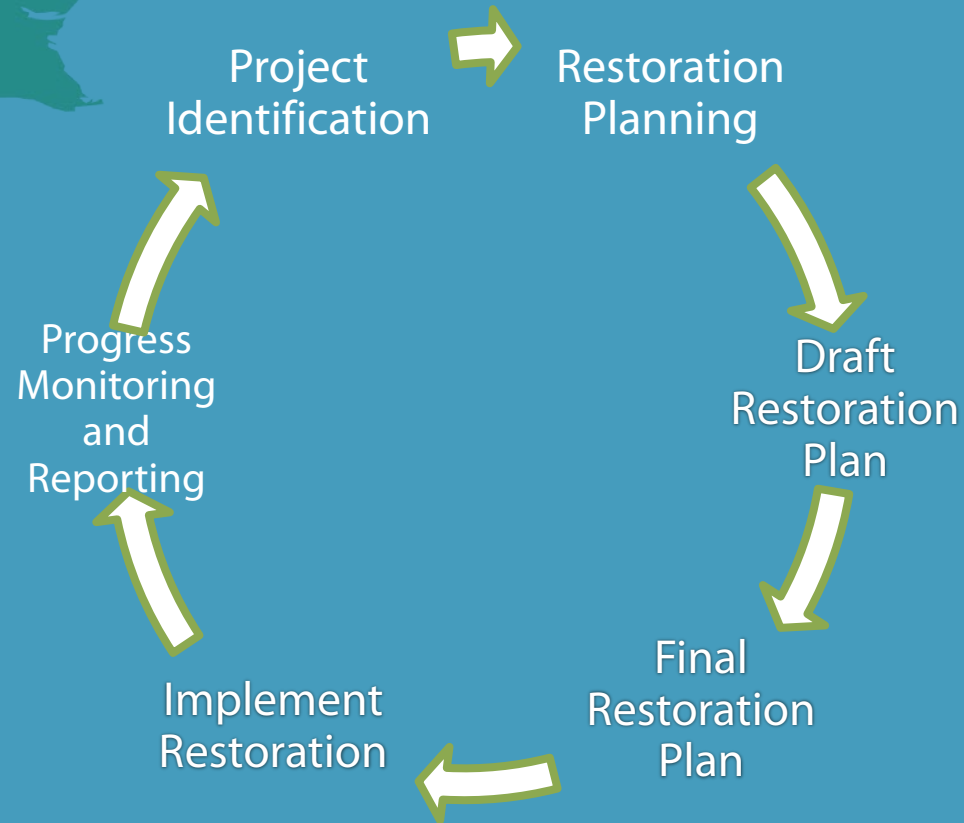 Project
Identification
Restoration
Planning
Draft
Restoration
Plan
Final
Restoration
Plan
Implement
Restoration
Progress
Monitoring
and
Reporting